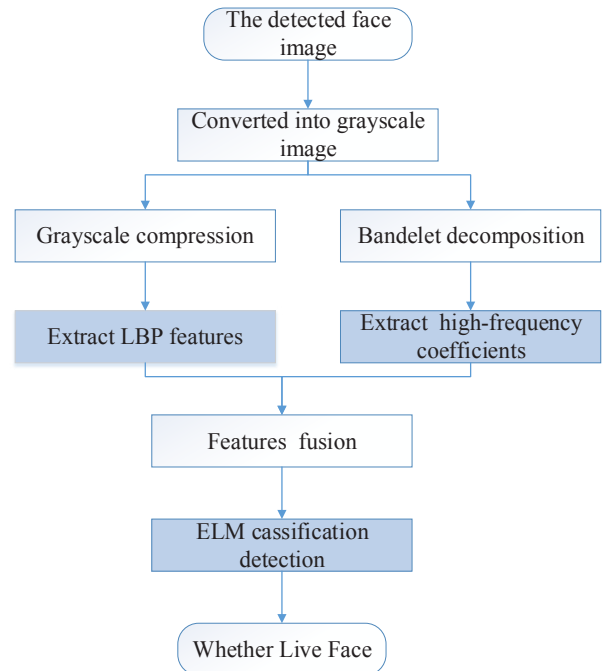 The detected face
image
Converted into grayscale
image
Grayscale compression
Bandelet decomposition
Extract LBP features
Extract high-frequency
coefficients
Features fusion
ELM cassification
detection
Whether Live Face